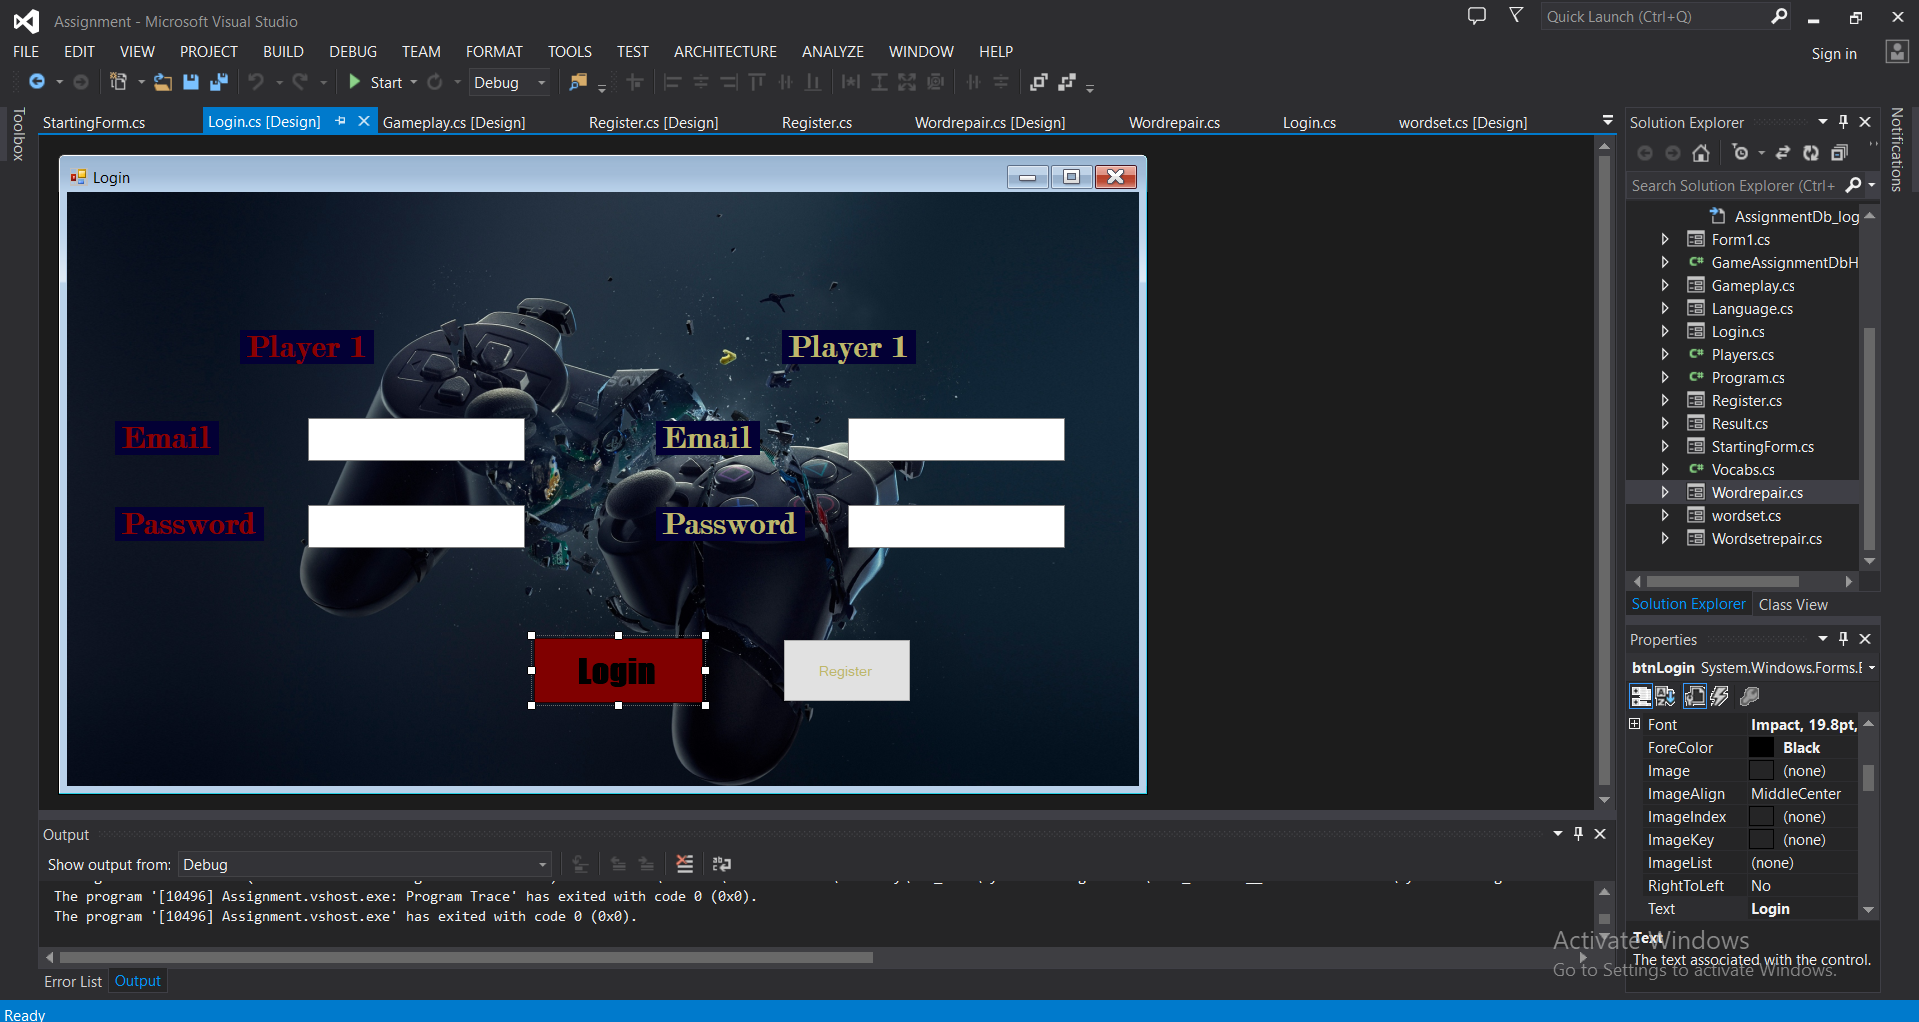 Assignment - Microsoft Visual Studio
Quick Launch (Ctrl+Q)
FILE EDIT VIEW PROJECT BUILD DEBUG TEAM FORMAT TOOLS TEST ARCHITECTURE ANALYZE WINDOW HELP
Sign in
Start Debug
Toolbox
StartingForm.cs Login.cs [Design] Gameplay.cs [Design] Register.cs [Design] Register.cs Wordrepair.cs [Design] Wordrepair.cs Login.cs wordset.cs [Design]
Login
Player 1 Player 1
SONY
Email Email
Password Password
Login Register
Output
Show output from: Debug
The program '[10496] Assignment.vshost.exe: Program Trace' has exited with code 0 (0x0).
The program '[10496] Assignment.vshost.exe' has exited with code 0 (0x0).
Error List Output
Ready
Solution Explorer
Notifications
Search Solution Explorer (Ctrl+
AssignmentDb_log
Form1.cs
C# GameAssignmentDbH
Gameplay.cs
Language.cs
Login.cs
C# Players.cs
C# Program.cs
Register.cs
Result.cs
StartingForm.cs
C# Vocabs.cs
Wordrepair.cs
wordset.cs
Wordsetrepair.cs
Solution Explorer Class View
Properties
btnLogin System.Windows.Forms.B
Font Impact, 19.8pt,
ForeColor Black
Image (none)
ImageAlign MiddleCenter
ImageIndex (none)
ImageKey (none)
ImageList (none)
RightToLeft No
Text Login
Text
The text associated with the control.
Activate Windows
Go to Settings to activate Windows.